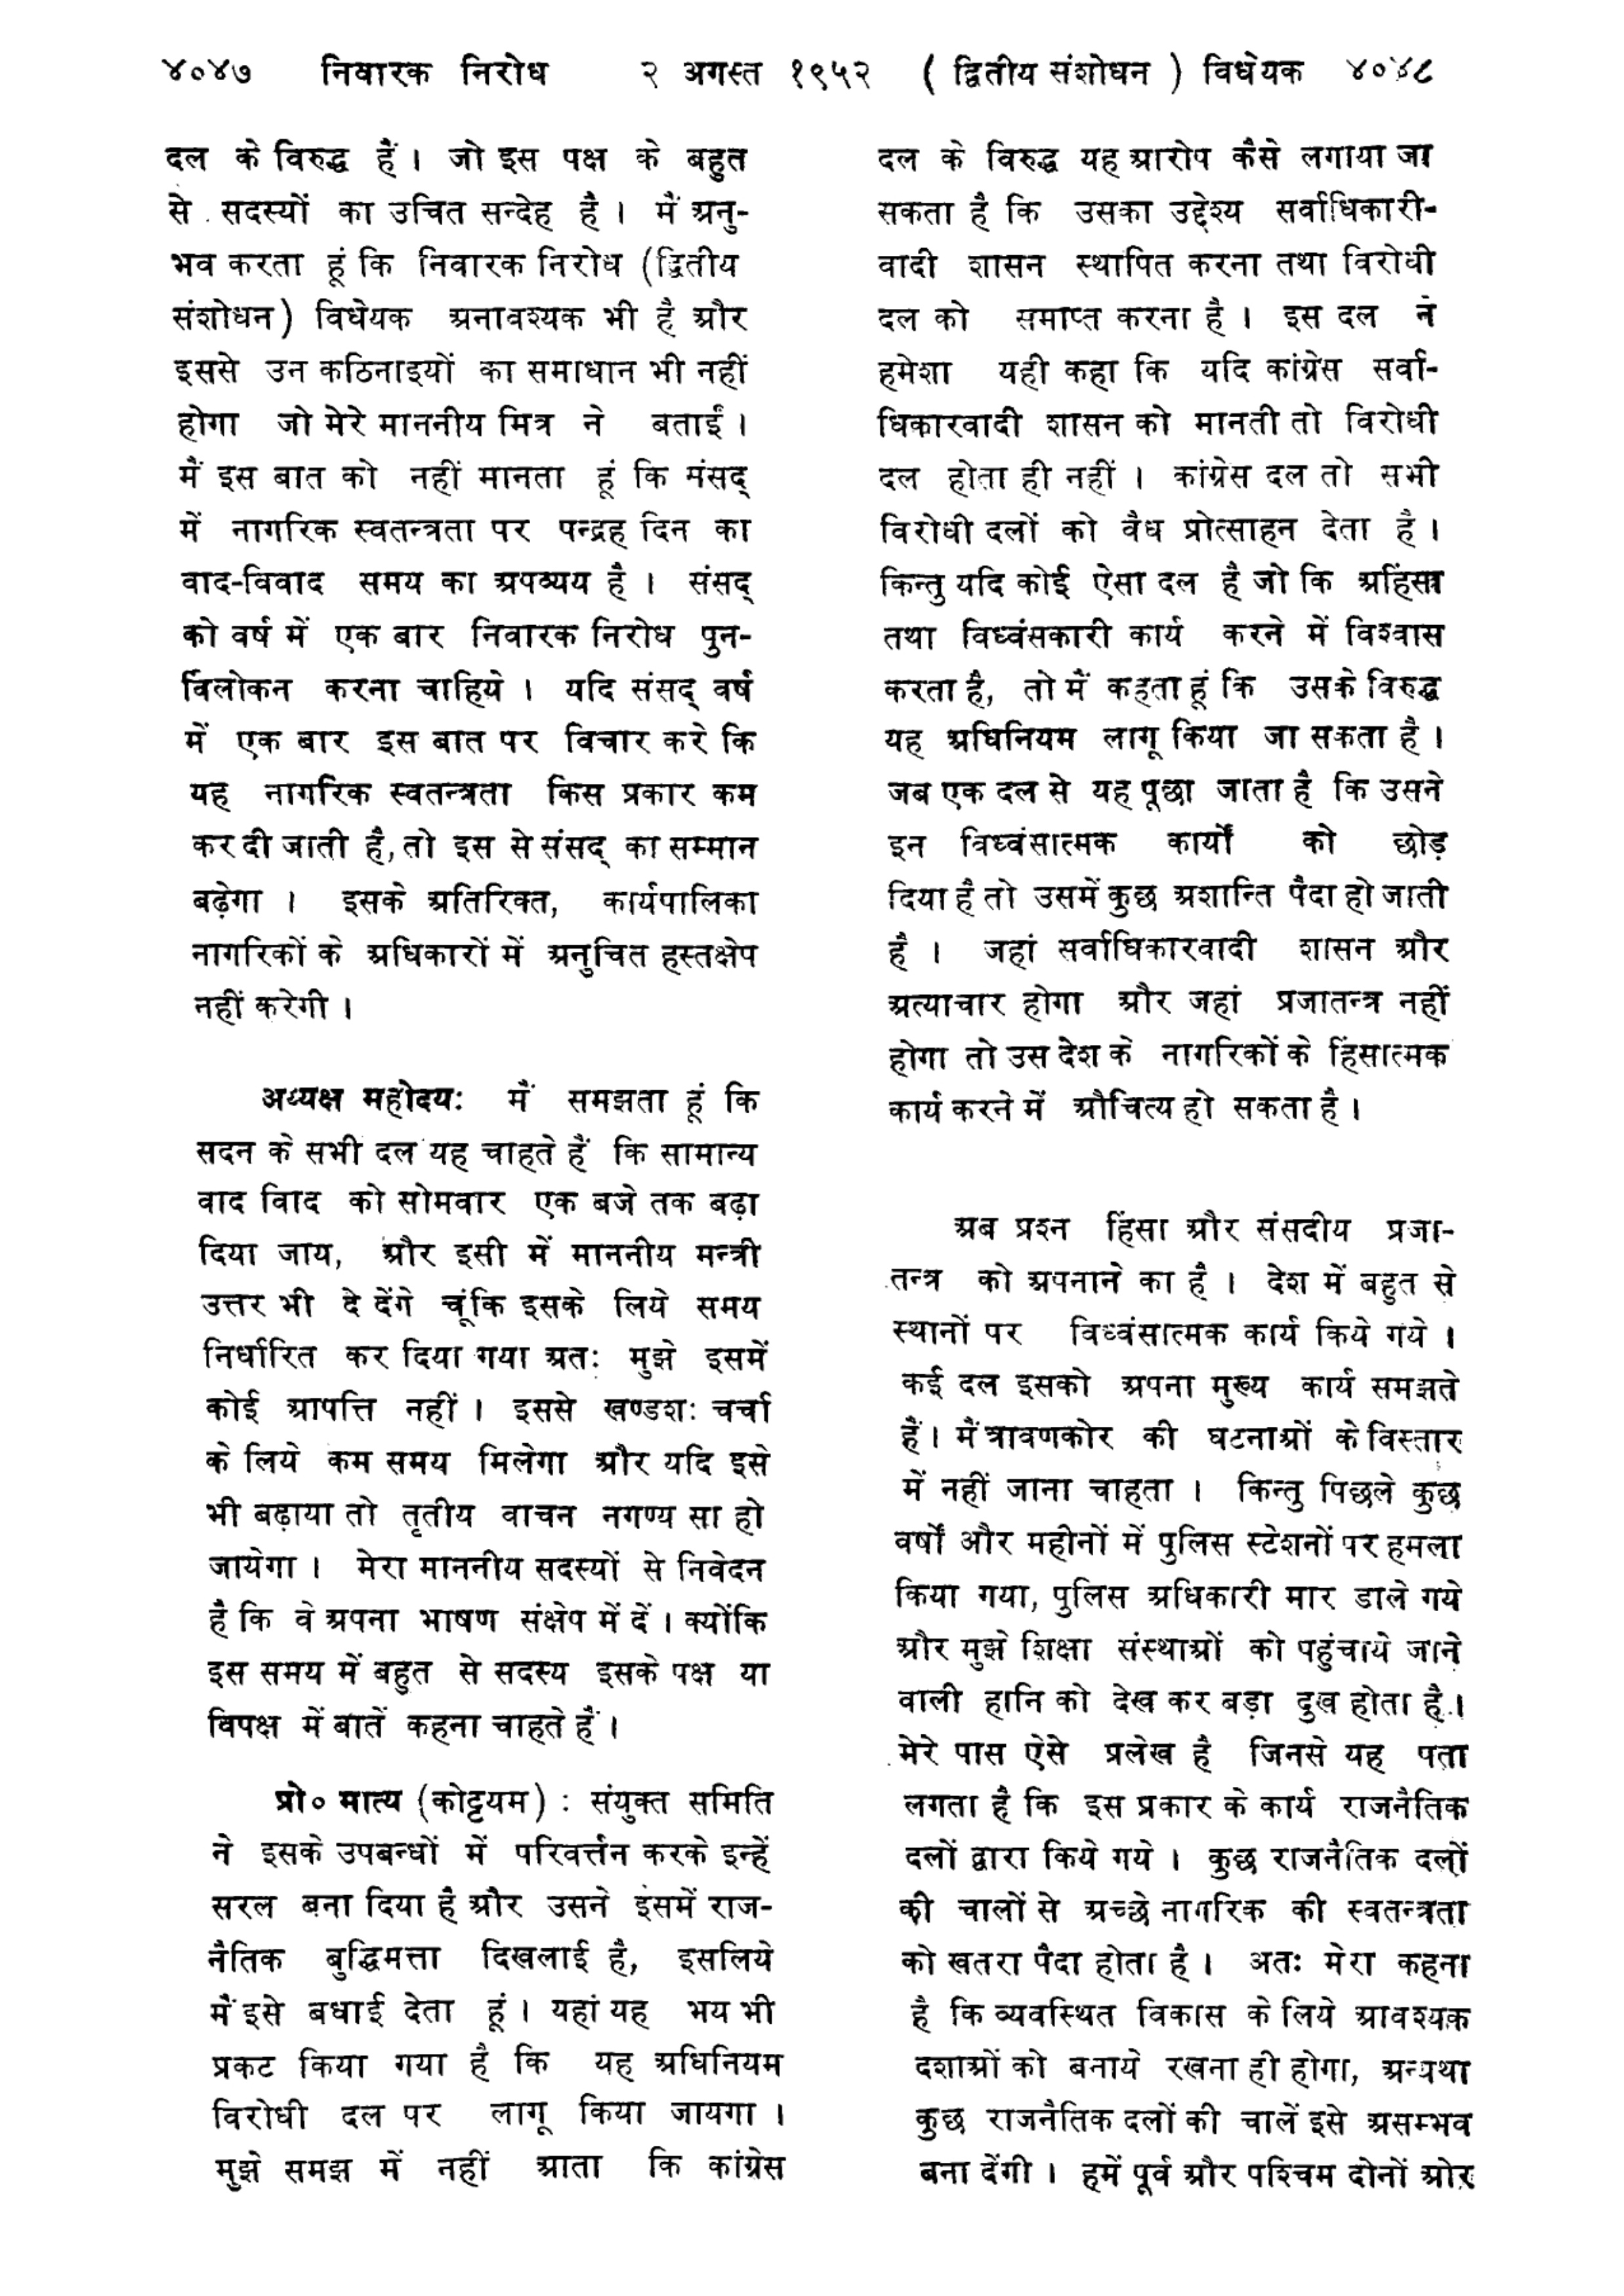 ४०४७ निवारक निरोध २ अगस्त १९५२ ( द्वितीय संशोधन ) विधेयक ४०४८
दल के विरुद्ध हैं। जो इस पक्ष के बहुत
से सदस्यों का उचित सन्देह है। मैं अनु-
भव करता हूं कि निवारक निरोध (द्वितीय
संशोधन) विधेयक अनावश्यक भी है और
इससे उन कठिनाइयों का समाधान भी नहीं
होगा जो मेरे माननीय मित्र ने बताईं।
मैं इस बात को नहीं मानता हूं कि संसद्
में नागरिक स्वतन्त्रता पर पन्द्रह दिन का
वाद-विवाद समय का अपव्यय है। संसद्
को वर्ष में एक बार निवारक निरोध पुन-
र्विलोकन करना चाहिये। यदि संसद् वर्ष
में एक बार इस बात पर विचार करे कि
यह नागरिक स्वतन्त्रता किस प्रकार कम
कर दी जाती है, तो इस से संसद् का सम्मान
बढ़ेगा। इसके अतिरिक्त, कार्यपालिका
नागरिकों के अधिकारों में अनुचित हस्तक्षेप
नहीं करेगी।
अध्यक्ष महोदय: मैं समझता हूं कि
सदन के सभी दल यह चाहते हैं कि सामान्य
वाद विाद को सोमवार एक बजे तक बढ़ा
दिया जाय, और इसी में माननीय मन्त्री
उत्तर भी दे देंगे चूंकि इसके लिये समय
निर्धारित कर दिया गया अतः मुझे इसमें
कोई आपत्ति नहीं। इससे खण्डशः चर्चा
के लिये कम समय मिलेगा और यदि इसे
भी बढ़ाया तो तृतीय वाचन नगण्य सा हो
जायेगा। मेरा माननीय सदस्यों से निवेदन
है कि वे अपना भाषण संक्षेप में दें। क्योंकि
इस समय में बहुत से सदस्य इसके पक्ष या
विपक्ष में बातें कहना चाहते हैं।
प्रो० मात्य (कोट्टयम) : संयुक्त समिति
ने इसके उपबन्धों में परिवर्त्तन करके इन्हें
सरल बना दिया है और उसने इसमें राज-
नैतिक बुद्धिमत्ता दिखलाई है, इसलिये
मैं इसे बधाई देता हूं। यहां यह भय भी
प्रकट किया गया है कि यह अधिनियम
विरोधी दल पर लागू किया जायगा।
मुझे समझ में नहीं आता कि कांग्रेस
दल के विरुद्ध यह आरोप कैसे लगाया जा
सकता है कि उसका उद्देश्य सर्वाधिकारी-
वादी शासन स्थापित करना तथा विरोधी
दल को समाप्त करना है। इस दल ने
हमेशा यही कहा कि यदि कांग्रेस सर्वा-
धिकारवादी शासन को मानती तो विरोधी
दल होता ही नहीं। कांग्रेस दल तो सभी
विरोधी दलों को वैध प्रोत्साहन देता है।
किन्तु यदि कोई ऐसा दल है जो कि अहिंसा
तथा विध्वंसकारी कार्य करने में विश्वास
करता है, तो मैं कहता हूं कि उसके विरुद्ध
यह अधिनियम लागू किया जा सकता है।
जब एक दल से यह पूछा जाता है कि उसने
इन विध्वंसात्मक कार्यों को छोड़
दिया है तो उसमें कुछ अशान्ति पैदा हो जाती
है। जहां सर्वाधिकारवादी शासन और
अत्याचार होगा और जहां प्रजातन्त्र नहीं
होगा तो उस देश के नागरिकों के हिंसात्मक
कार्य करने में औचित्य हो सकता है।
अब प्रश्न हिंसा और संसदीय प्रजा-
तन्त्र को अपनाने का है। देश में बहुत से
स्थानों पर विध्वंसात्मक कार्य किये गये।
कई दल इसको अपना मुख्य कार्य समझते
हैं। मैं त्रावणकोर की घटनाओं के विस्तार
में नहीं जाना चाहता। किन्तु पिछले कुछ
वर्षों और महीनों में पुलिस स्टेशनों पर हमला
किया गया, पुलिस अधिकारी मार डाले गये
और मुझे शिक्षा संस्थाओं को पहुंचाये जाने
वाली हानि को देख कर बड़ा दुख होता है।
मेरे पास ऐसे प्रलेख है जिनसे यह पता
लगता है कि इस प्रकार के कार्य राजनैतिक
दलों द्वारा किये गये। कुछ राजनैतिक दलों
की चालों से अच्छे नागरिक की स्वतन्त्रता
को खतरा पैदा होता है। अतः मेरा कहना
है कि व्यवस्थित विकास के लिये आवश्यक
दशाओं को बनाये रखना ही होगा, अन्यथा
कुछ राजनैतिक दलों की चालें इसे असम्भव
बना देंगी। हमें पूर्व और पश्चिम दोनों ओर